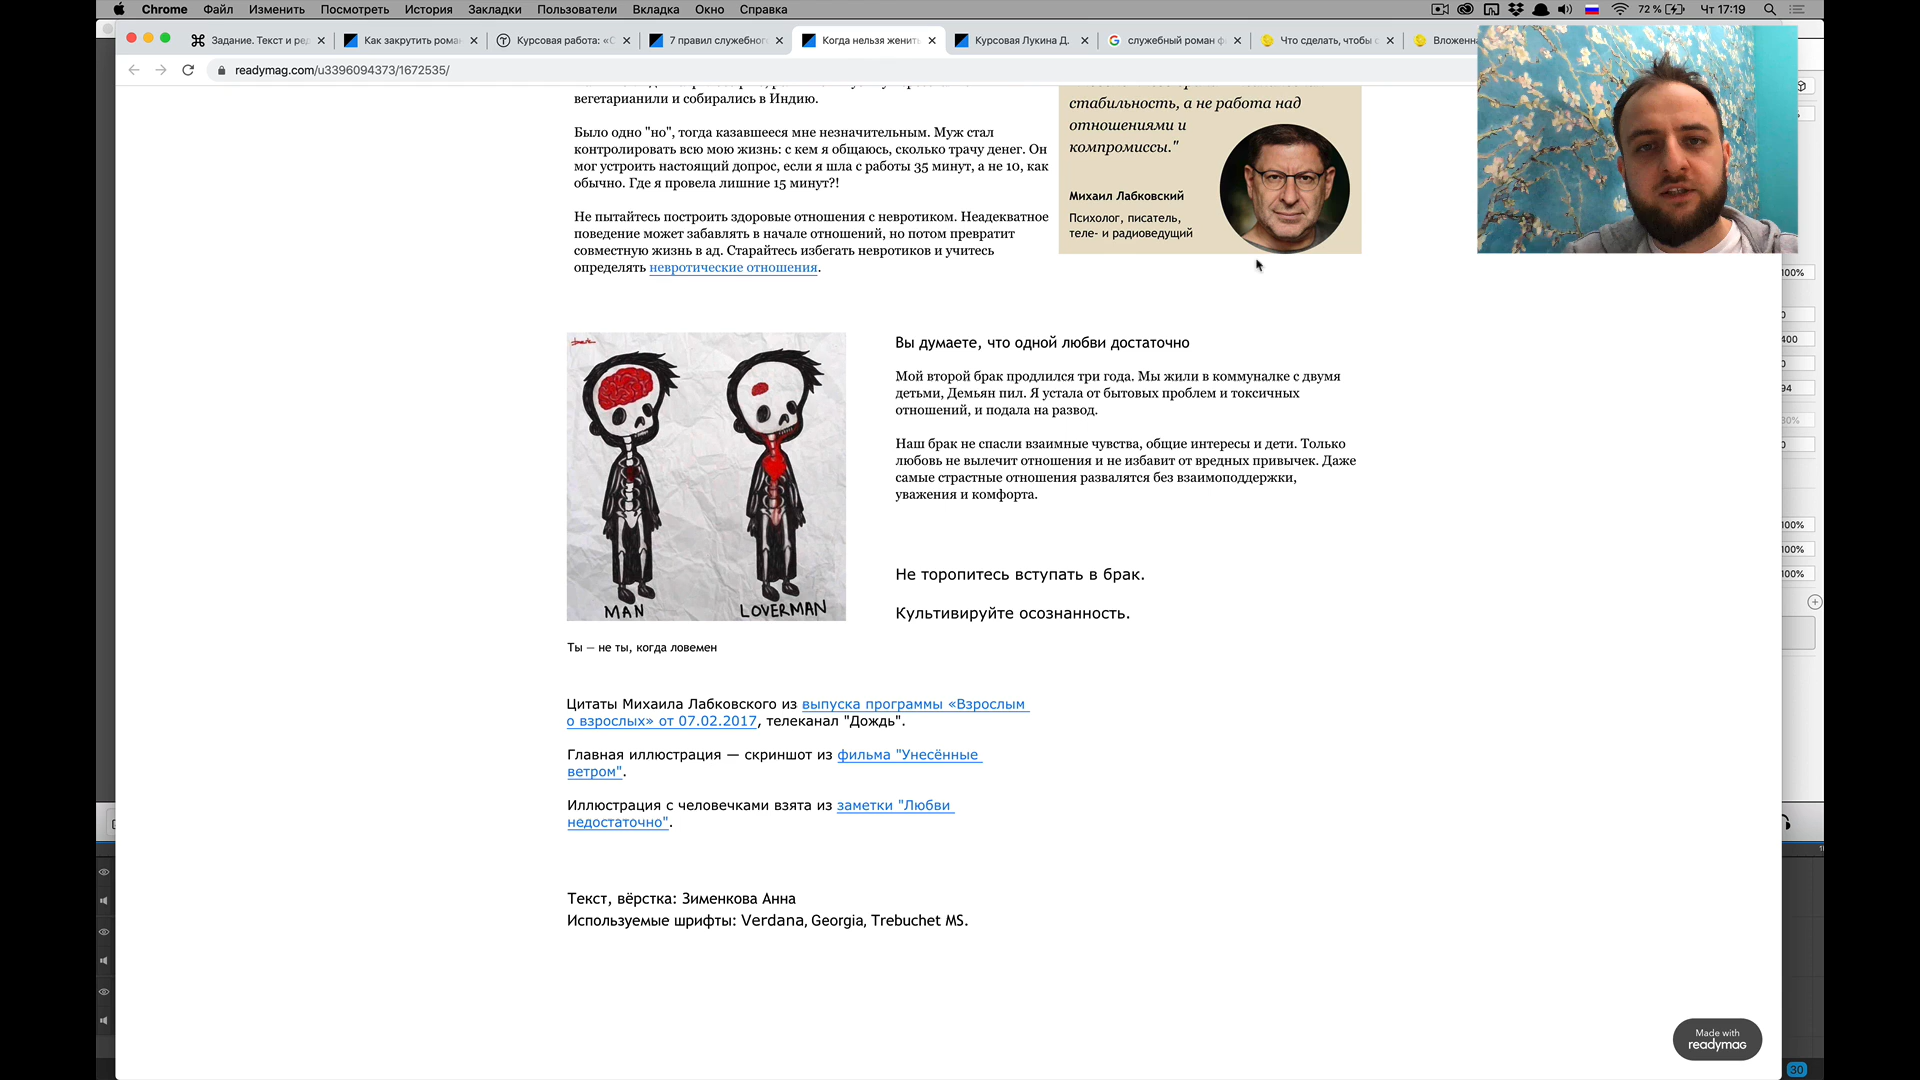 Chrome Файл Изменить Посмотреть История Закладки Пользователи Вкладка Окно Справка 72 % Чт 17:19
Задание. Текст и ред Как закрутить рома Курсовая работа: «С 7 правил служебного Когда нельзя женить Курсовая Лукина Д. служебный роман ф Что сделать, чтобы с Вложенн
readymag.com/u3396094373/1672535/
вегетарианили и собирались в Индию.
Было одно "но", тогда казавшееся мне незначительным. Муж стал
контролировать всю мою жизнь: с кем я общаюсь, сколько трачу денег. Он
мог устроить настоящий допрос, если я шла с работы 35 минут, а не 10, как
обычно. Где я провела лишние 15 минут?!
Не пытайтесь построить здоровые отношения с невротиком. Неадекватное
поведение может забавлять в начале отношений, но потом превратит
совместную жизнь в ад. Старайтесь избегать невротиков и учитесь
определять невротические отношения.
стабильность, а не работа над
отношениями и
компромиссы."
Михаил Лабковский
Психолог, писатель,
теле- и радиоведущий
MAN LOVERMAN
Ты – не ты, когда ловемен
Вы думаете, что одной любви достаточно
Мой второй брак продлился три года. Мы жили в коммуналке с двумя
детьми, Демьян пил. Я устала от бытовых проблем и токсичных
отношений, и подала на развод.
Наш брак не спасли взаимные чувства, общие интересы и дети. Только
любовь не вылечит отношения и не избавит от вредных привычек. Даже
самые страстные отношения развалятся без взаимоподдержки,
уважения и комфорта.
Не торопитесь вступать в брак.
Культивируйте осознанность.
Цитаты Михаила Лабковского из выпуска программы «Взрослым
о взрослых» от 07.02.2017, телеканал "Дождь".
Главная иллюстрация — скриншот из фильма "Унесённые
ветром".
Иллюстрация с человечками взята из заметки "Любви
недостаточно".
Текст, вёрстка: Зименкова Анна
Используемые шрифты: Verdana, Georgia, Trebuchet MS.
Made with
readymag
100%
400
94
100%
100%
100%
30